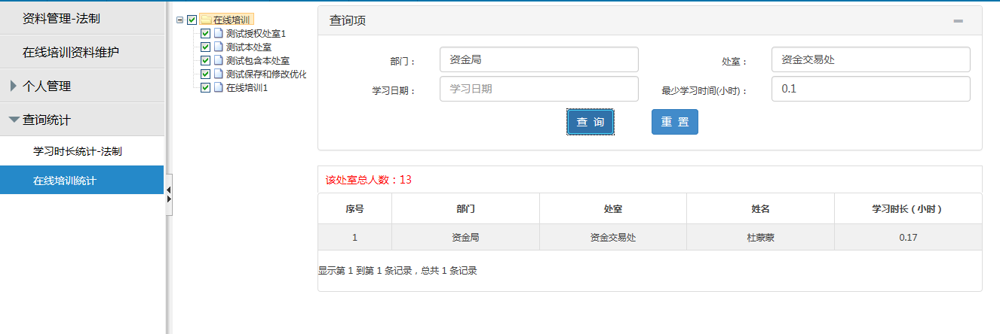 资料管理-法制
在线培训资料维护
个人管理
查询统计
学习时长统计-法制
在线培训统计
在线培训
测试授权处室1
测试本处室
测试包含本处室
测试保存和修改优化
在线培训1
查询项
部门： 资金局 处室： 资金交易处
学习日期： 学习日期 最少学习时间(小时)： 0.1
查 询 重 置
该处室总人数：13
序号 部门 处室 姓名 学习时长（小时）
1 资金局 资金交易处 杜蒙蒙 0.17
显示第 1 到第 1 条记录，总共 1 条记录